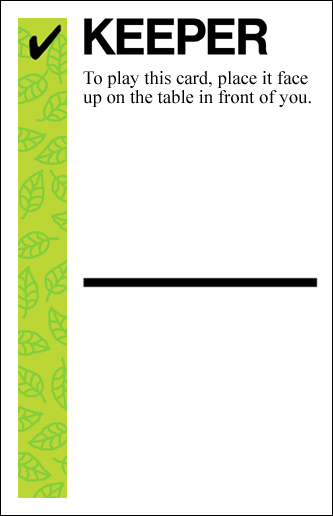 KEEPER
To play this card, place it face
up on the table in front of you.